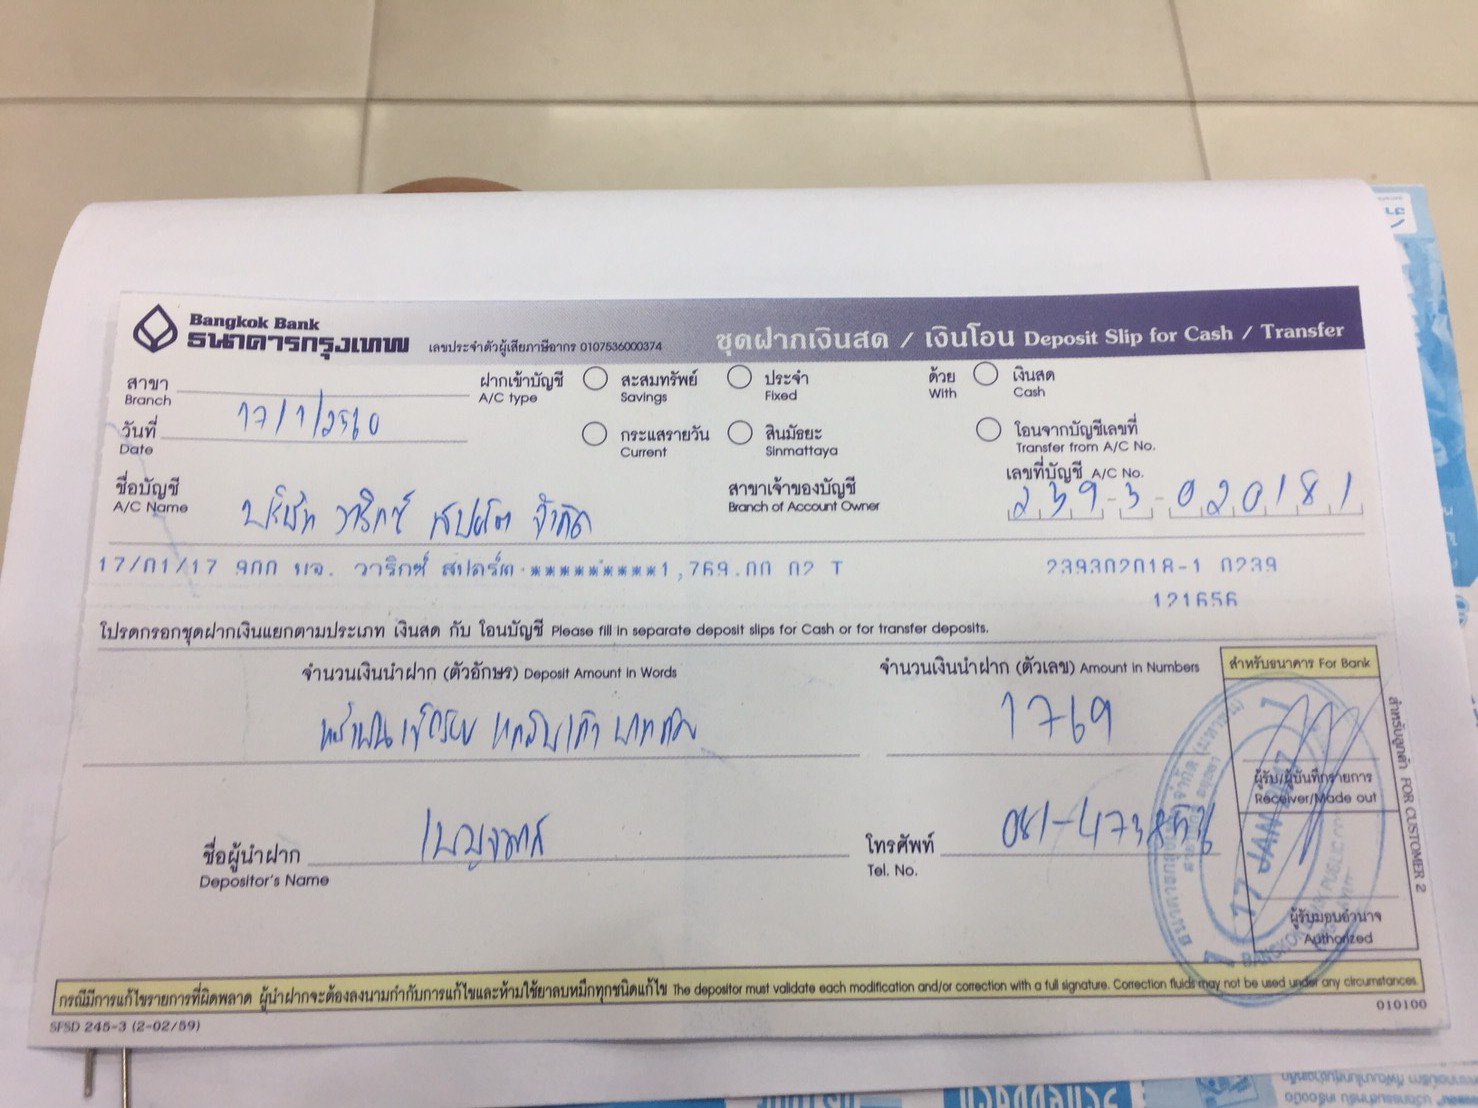 Bangkok Bank
ธนาคารกรุงเทพ เลขประจำตัวผู้เสียภาษีอากร 0107536000374 ชุดฝากเงินสด / เงินโอน Deposit Slip for Cash / Transfer
สาขา ฝากเข้าบัญชี สะสมทรัพย์ ประจำ ด้วย เงินสด
Branch A/C type Savings Fixed With Cash
วันที่ 17/1/2560 กระแสรายวัน สินมัธยะ โอนจากบัญชีเลขที่
Date Current Sinmattaya Transfer from A/C No.
ชื่อบัญชี บริษัท วาริกซ์ สปอร์ต จำกัด สาขาเจ้าของบัญชี เลขที่บัญชี A/C No.
A/C Name Branch of Account Owner 239-3-020181
17/01/17 900 บจ. วาริกซ์ สปอร์ต **********1,769.00 02 T 239302018-1 0239
121656
โปรดกรอกชุดฝากเงินแยกตามประเภท เงินสด กับ โอนบัญชี Please fill in separate deposit slips for Cash or for transfer deposits.
จำนวนเงินนำฝาก (ตัวอักษร) Deposit Amount in Words จำนวนเงินนำฝาก (ตัวเลข) Amount in Numbers สำหรับธนาคาร For Bank
หนึ่งพันเจ็ดร้อย หกสิบเก้า บาทถ้วน 1769
ผู้รับ/ผู้บันทึกรายการ
Receiver/Made out
ชื่อผู้นำฝาก เบญจมาศ โทรศัพท์ 081-4738
Depositor's Name Tel. No.
17 JAN 2017
ผู้รับมอบอำนาจ
Authorized
สำหรับลูกค้า FOR CUSTOMER 2
กรณีมีการแก้ไขรายการที่ผิดพลาด ผู้นำฝากจะต้องลงนามกำกับการแก้ไขและห้ามใช้ยาลบหมึกทุกชนิดแก้ไข The depositor must validate each modification and/or correction with a full signature. Correction fluids may not be used under any circumstances.
SFSD 245-3 (2-02/59) 010100